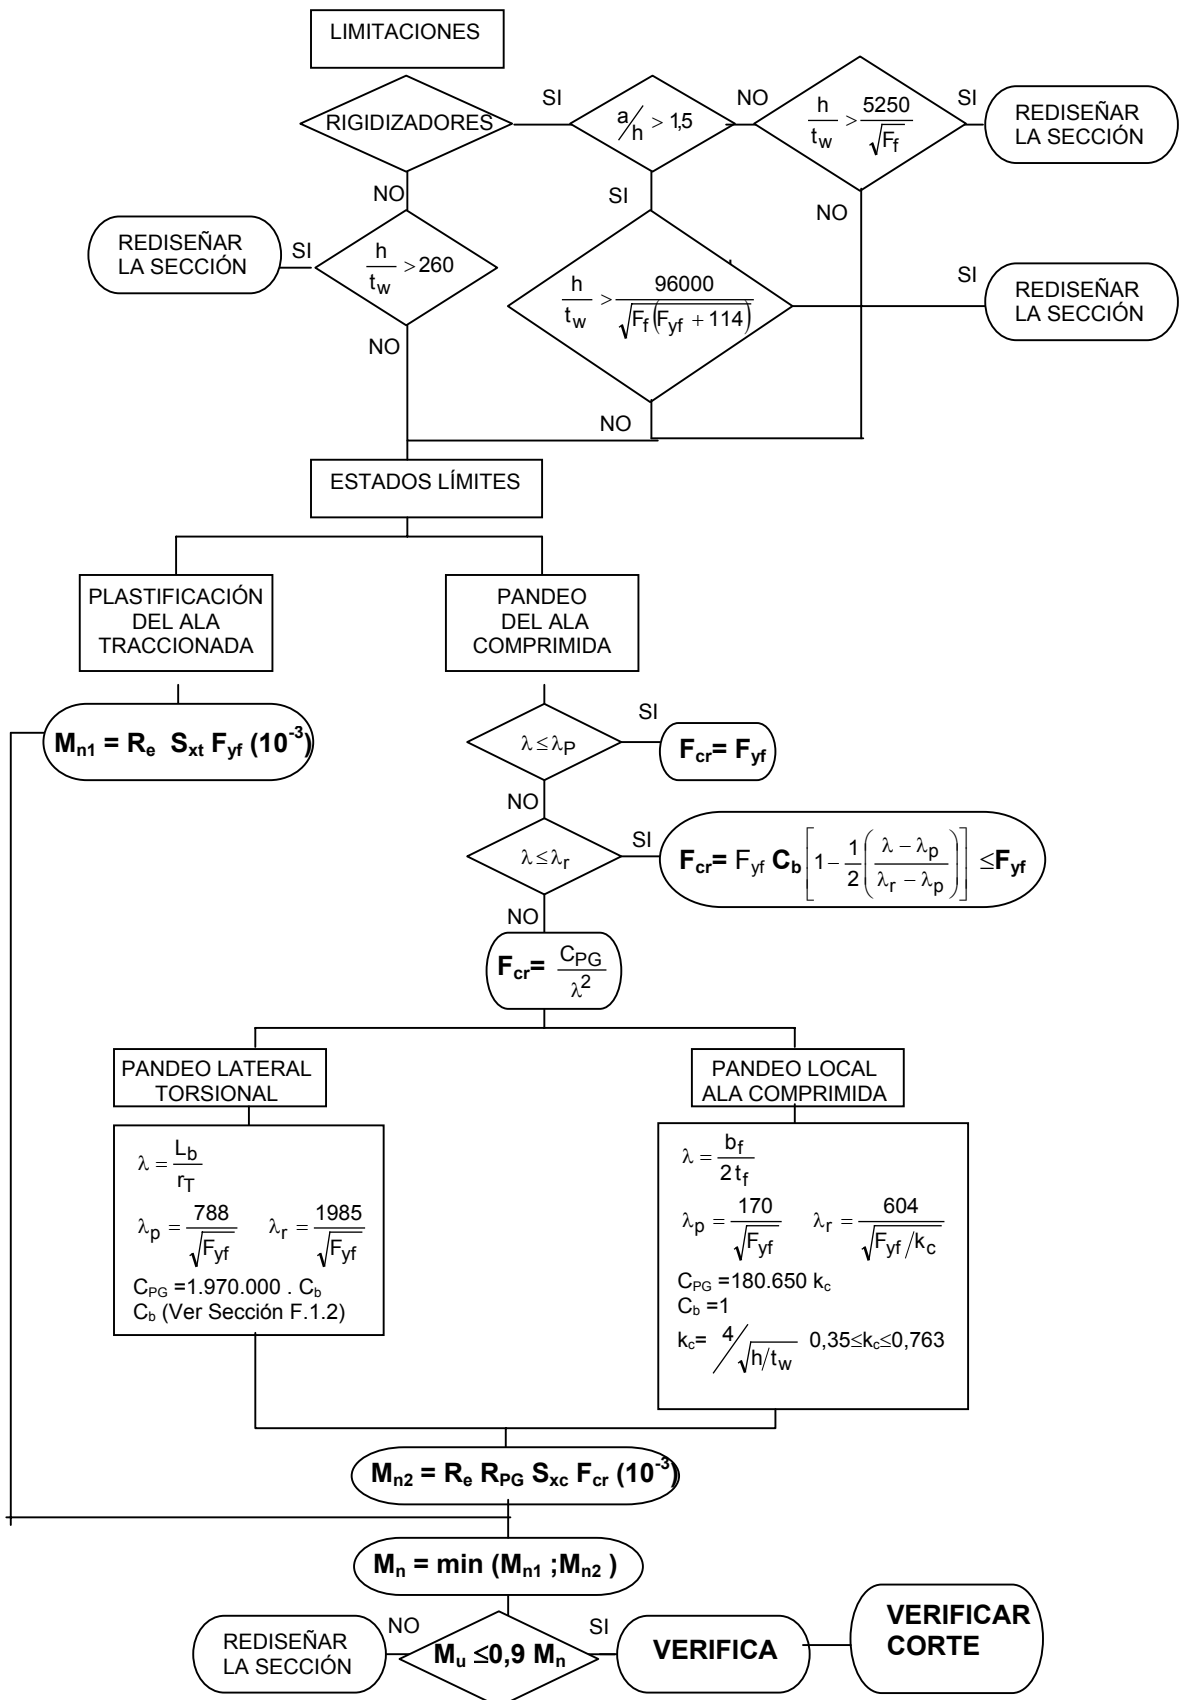 LIMITACIONES
RIGIDIZADORES
SI
a/h > 1,5
NO
h/t_w > 5250/√F_f
SI
REDISEÑAR
LA SECCIÓN
NO
SI
NO
REDISEÑAR
LA SECCIÓN
SI
h/t_w > 260
h/t_w > 96000/√(F_f(F_yf + 114))
SI
REDISEÑAR
LA SECCIÓN
NO
NO
ESTADOS LÍMITES
PLASTIFICACIÓN
DEL ALA
TRACCIONADA
PANDEO
DEL ALA
COMPRIMIDA
M_n1 = R_e S_xt F_yf (10^-3)
λ ≤ λ_P
SI
F_cr= F_yf
NO
λ ≤ λ_r
SI
F_cr= F_yf C_b [1 - 1/2 ((λ - λ_p)/(λ_r - λ_p))] ≤ F_yf
NO
F_cr= C_PG/λ^2
PANDEO LATERAL
TORSIONAL
λ = L_b/r_T
λ_p = 788/√F_yf λ_r = 1985/√F_yf
C_PG =1.970.000 . C_b
C_b (Ver Sección F.1.2)
PANDEO LOCAL
ALA COMPRIMIDA
λ = b_f/2 t_f
λ_p = 170/√F_yf λ_r = 604/√(F_yf/k_c)
C_PG =180.650 k_c
C_b =1
k_c= 4/√(h/t_w) 0,35≤k_c≤0,763
M_n2 = R_e R_PG S_xc F_cr (10^-3)
M_n = min (M_n1 ;M_n2 )
REDISEÑAR
LA SECCIÓN
NO
M_u ≤0,9 M_n
SI
VERIFICA
VERIFICAR
CORTE